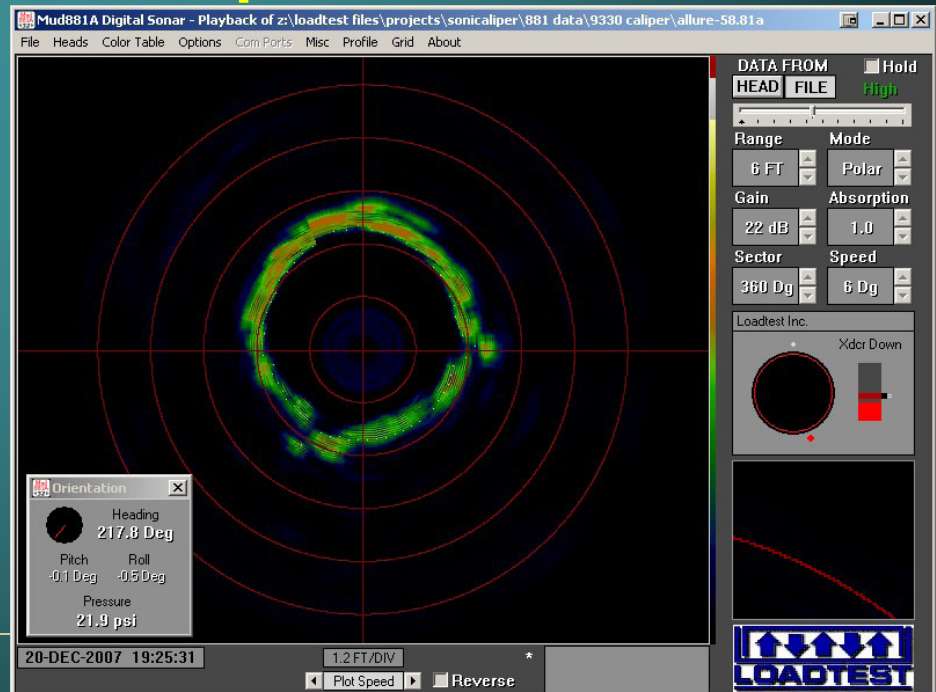 Mud881A Digital Sonar - Playback of z:\loadtest files\projects\sonicaliper\881 data\9330 caliper\allure-58.81a
File Heads Color Table Options Com Ports Misc Profile Grid About
DATA FROM Hold
HEAD FILE High
Range Mode
6 FT Polar
Gain Absorption
22 dB 1.0
Sector Speed
360 Dg 6 Dg
Loadtest Inc.
Xdcr Down
Orientation
Heading
217.8 Deg
Pitch Roll
-0.1 Deg -0.5 Deg
Pressure
21.9 psi
20-DEC-2007 19:25:31 1.2 FT/DIV *
Plot Speed Reverse
LOADTEST